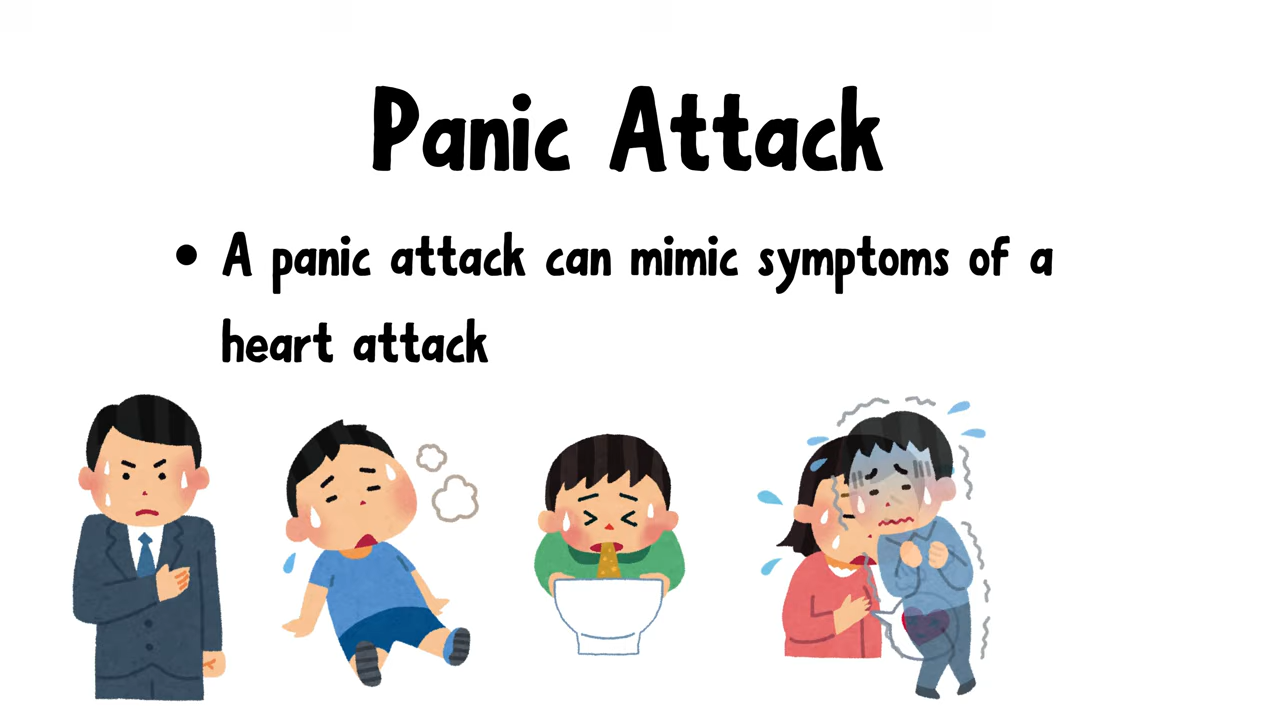 Panic Attack
• A panic attack can mimic symptoms of a
heart attack